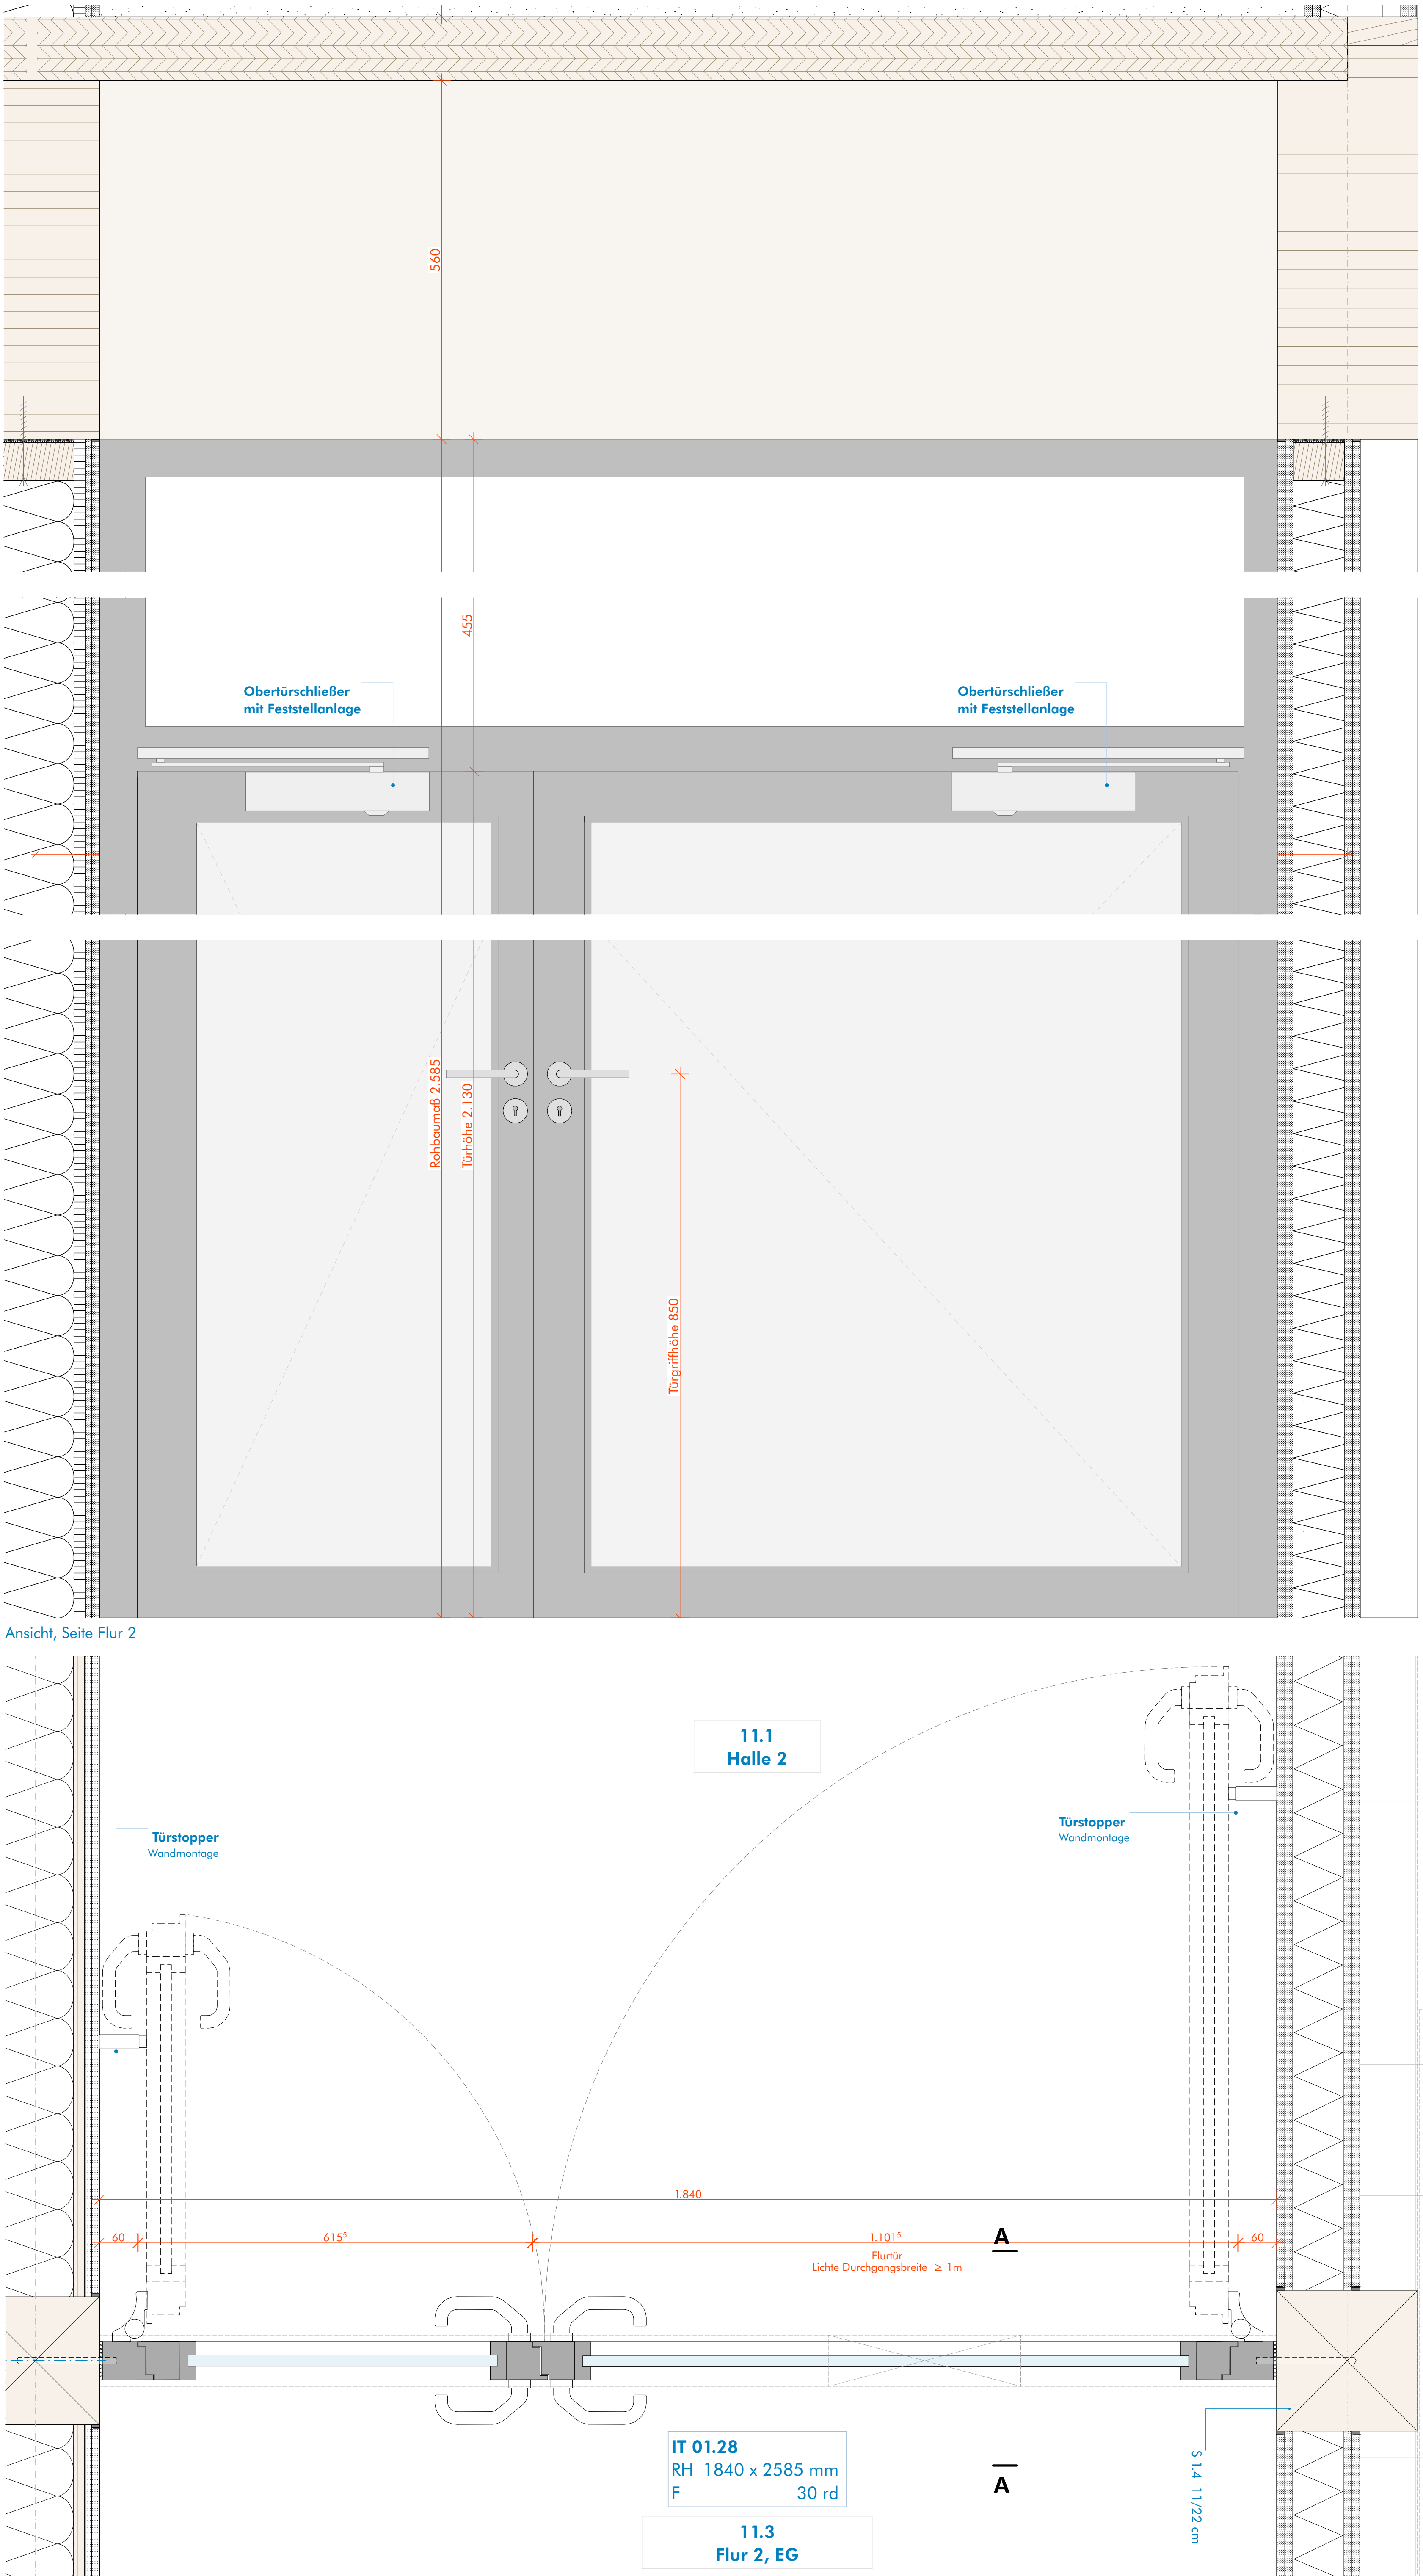 560
455
Obertürschließer
mit Feststellanlage
Obertürschließer
mit Feststellanlage
Rohbaumaß 2.585
Türhöhe 2.130
Türgriffhöhe 850
Ansicht, Seite Flur 2
11.1
Halle 2
Türstopper
Wandmontage
Türstopper
Wandmontage
1.840
60
615⁵
1.101⁵
60
Flurtür
Lichte Durchgangsbreite ≥ 1m
A
A
IT 01.28
RH 1840 x 2585 mm
F 30 rd
S 1.4 11/22 cm
11.3
Flur 2, EG